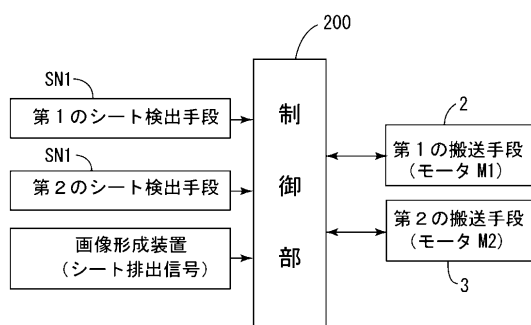 200
SN1
第1のシート検出手段
SN1
第2のシート検出手段
画像形成装置
(シート排出信号)
制
御
部
2
第1の搬送手段
(モータ M1)
第2の搬送手段
(モータ M2)
3